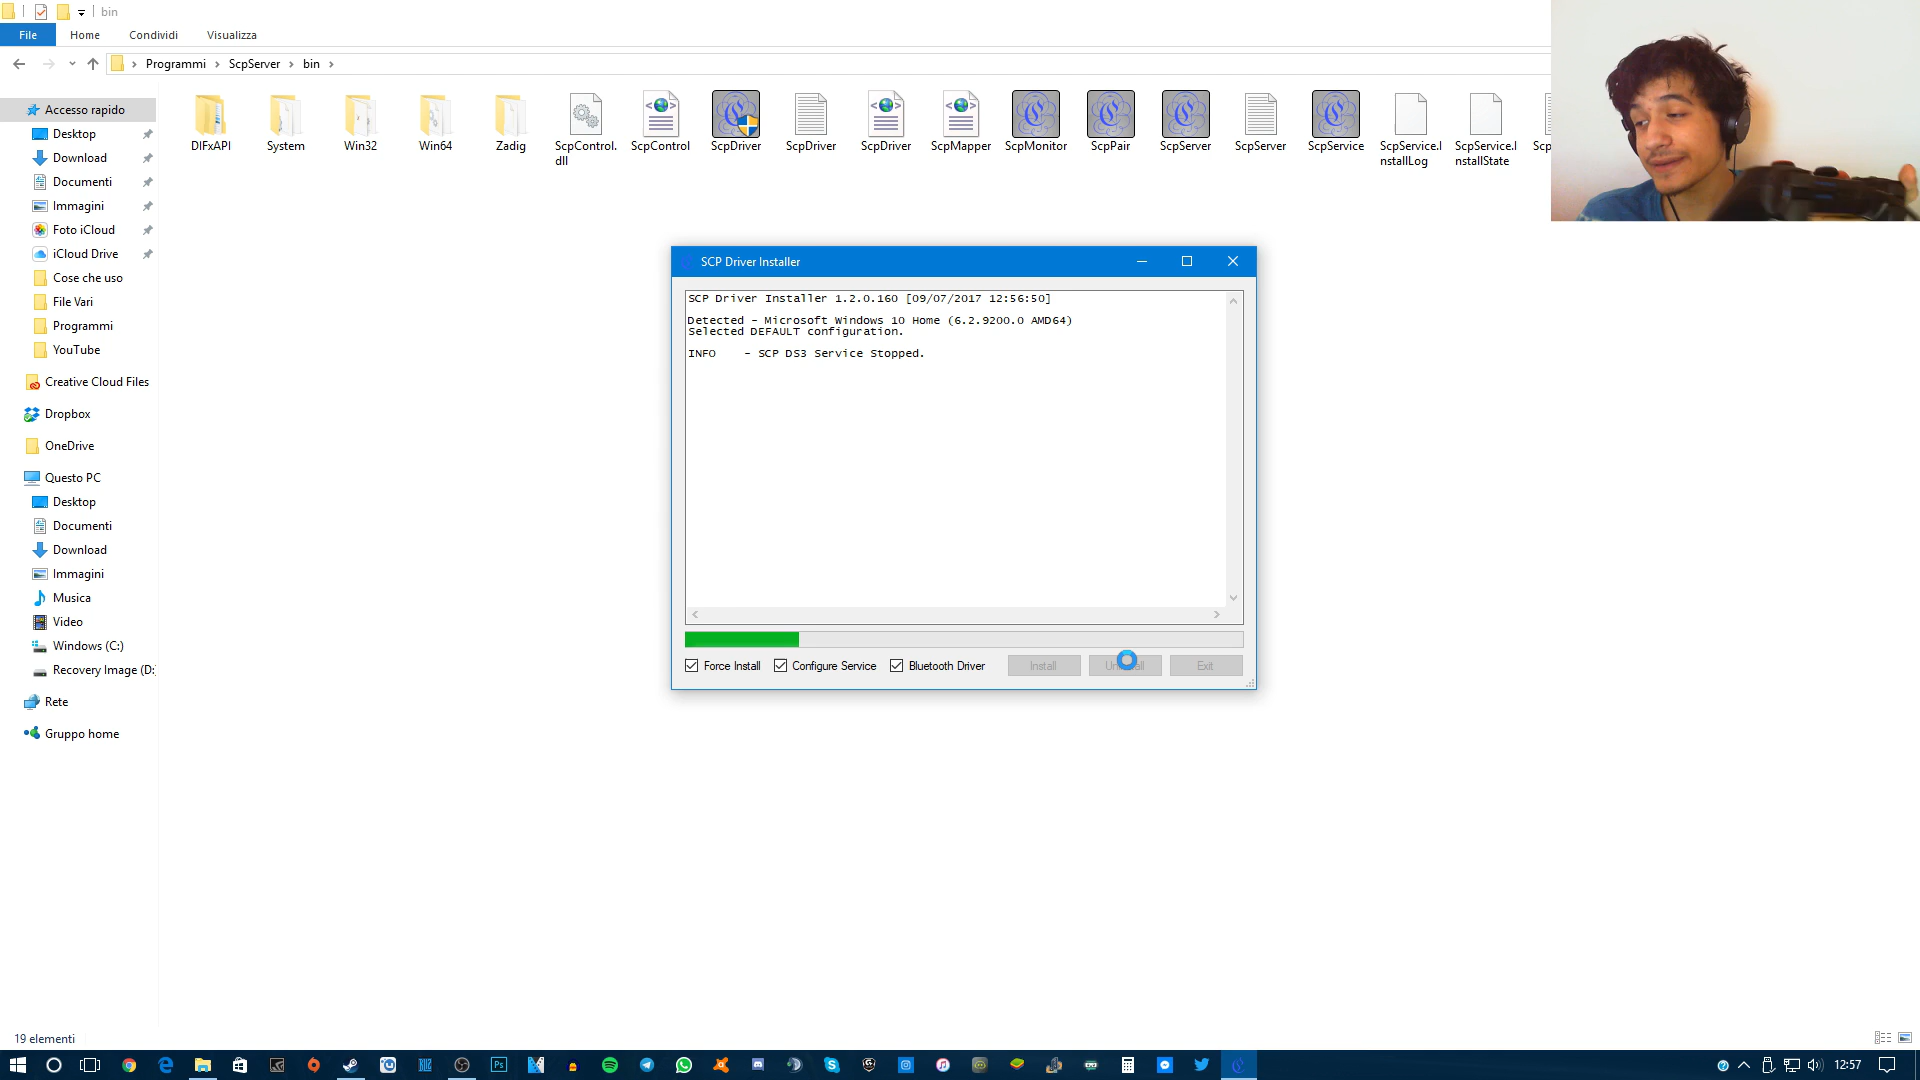 bin
File
Home
Condividi
Visualizza
Programmi
ScpServer
bin
Accesso rapido
Desktop
Download
Documenti
Immagini
Foto iCloud
iCloud Drive
Cose che uso
File Vari
Programmi
YouTube
Creative Cloud Files
Dropbox
OneDrive
Questo PC
Desktop
Documenti
Download
Immagini
Musica
Video
Windows (C:)
Recovery Image (D:
Rete
Gruppo home
DIFxAPI
System
Win32
Win64
Zadig
ScpControl.
dll
ScpControl
ScpDriver
ScpDriver
ScpDriver
ScpMapper
ScpMonitor
ScpPair
ScpServer
ScpServer
ScpService
ScpService.I
nstallLog
ScpService.I
nstallState
SCP Driver Installer
SCP Driver Installer 1.2.0.160 [09/07/2017 12:56:50]
Detected - Microsoft Windows 10 Home (6.2.9200.0 AMD64)
Selected DEFAULT configuration.
INFO - SCP DS3 Service Stopped.
Force Install
Configure Service
Bluetooth Driver
Install
Exit
19 elementi
12:57